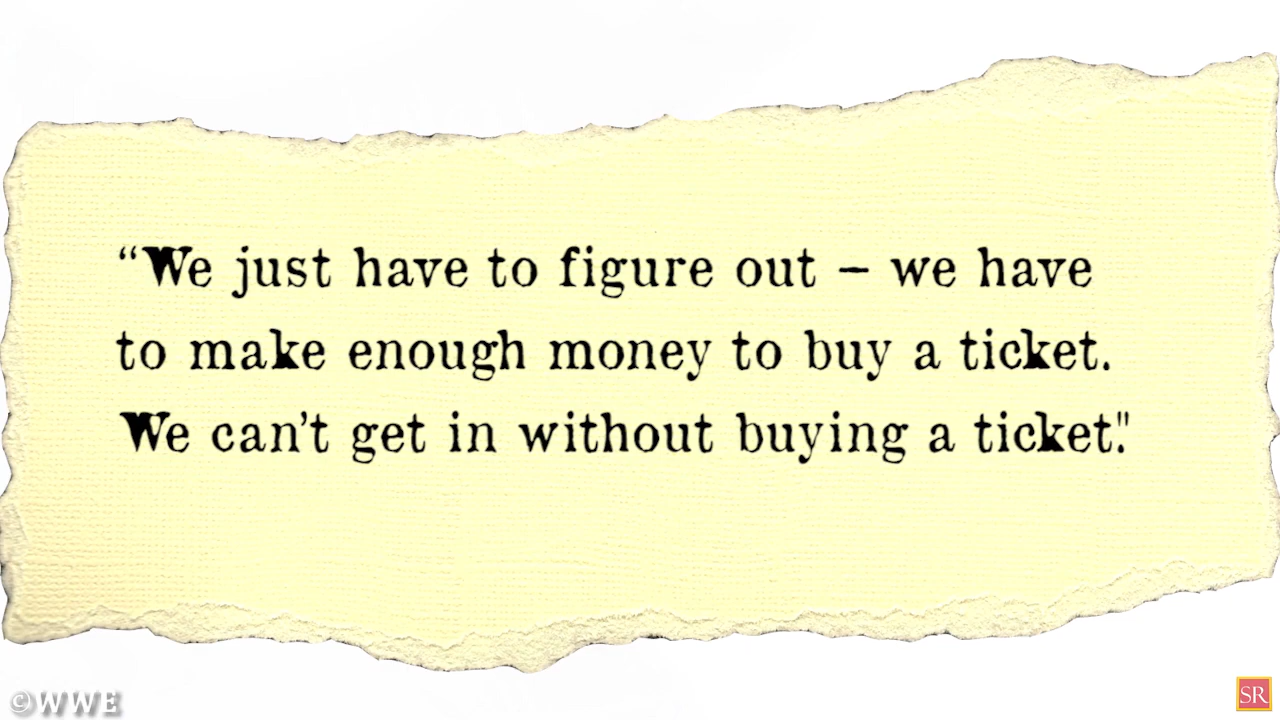 “We just have to figure out – we have
to make enough money to buy a ticket.
We can’t get in without buying a ticket."
©WWE
SR